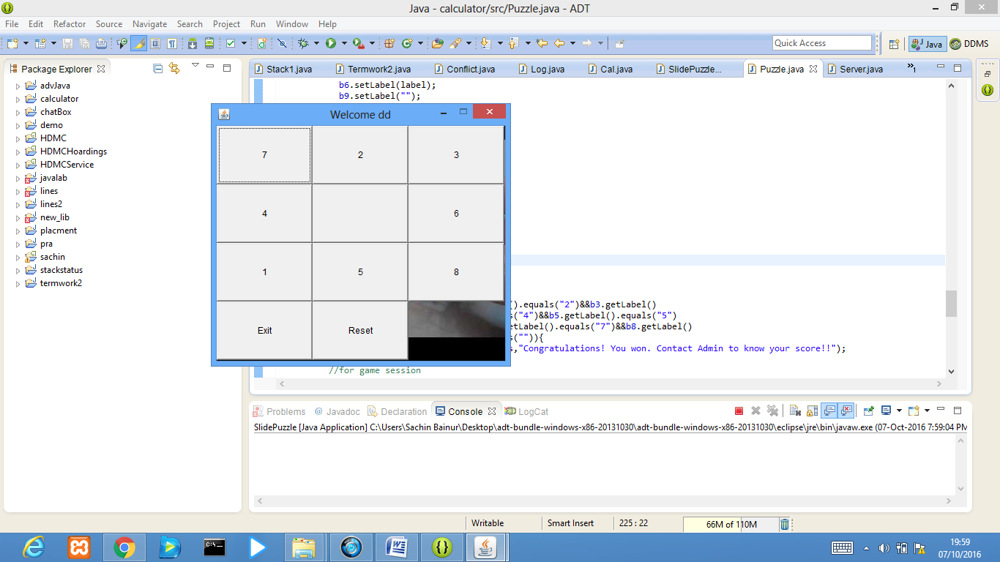 Java - calculator/src/Puzzle.java - ADT
File Edit Refactor Source Navigate Search Project Run Window Help
Quick Access
Java
DDMS
Package Explorer
Stack1.java
Termwork2.java
Conflict.java
Log.java
Cal.java
SlidePuzzle...
Puzzle.java
Server.java
»1
advJava
calculator
chatBox
demo
HDMC
HDMCHoardings
HDMCService
javalab
lines
lines2
new_lib
placment
pra
sachin
stackstatus
termwork2
b6.setLabel(label);
b9.setLabel("");
Welcome dd
7 2 3
4 6
1 5 8
Exit Reset
).equals("2")&&b3.getLabel()
("4")&&b5.getLabel().equals("5")
etLabel().equals("7")&&b8.getLabel()
("")){
,"Congratulations! You won. Contact Admin to know your score!!");
//for game session
Problems @ Javadoc Declaration Console LogCat
SlidePuzzle [Java Application] C:\Users\Sachin Bainur\Desktop\adt-bundle-windows-x86-20131030\adt-bundle-windows-x86-20131030\eclipse\jre\bin\javaw.exe (07-Oct-2016 7:59:04 PM
Writable
Smart Insert
225 : 22
66M of 110M
C:\_
19:59
07/10/2016